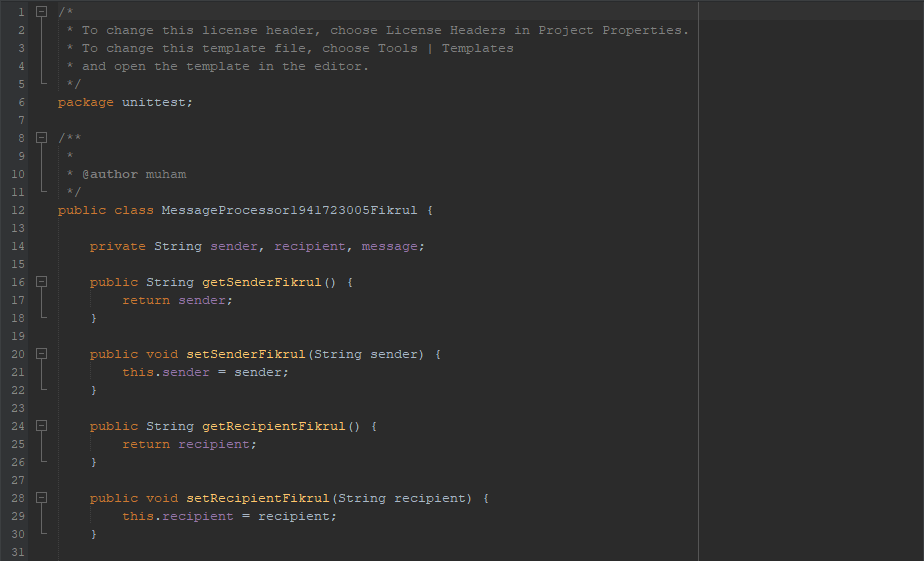 1 /*
2 * To change this license header, choose License Headers in Project Properties.
3 * To change this template file, choose Tools | Templates
4 * and open the template in the editor.
5 */
6 package unittest;
7
8 /**
9 *
10 * @author muham
11 */
12 public class MessageProcessor1941723005Fikrul {
13
14 private String sender, recipient, message;
15
16 public String getSenderFikrul() {
17 return sender;
18 }
19
20 public void setSenderFikrul(String sender) {
21 this.sender = sender;
22 }
23
24 public String getRecipientFikrul() {
25 return recipient;
26 }
27
28 public void setRecipientFikrul(String recipient) {
29 this.recipient = recipient;
30 }
31